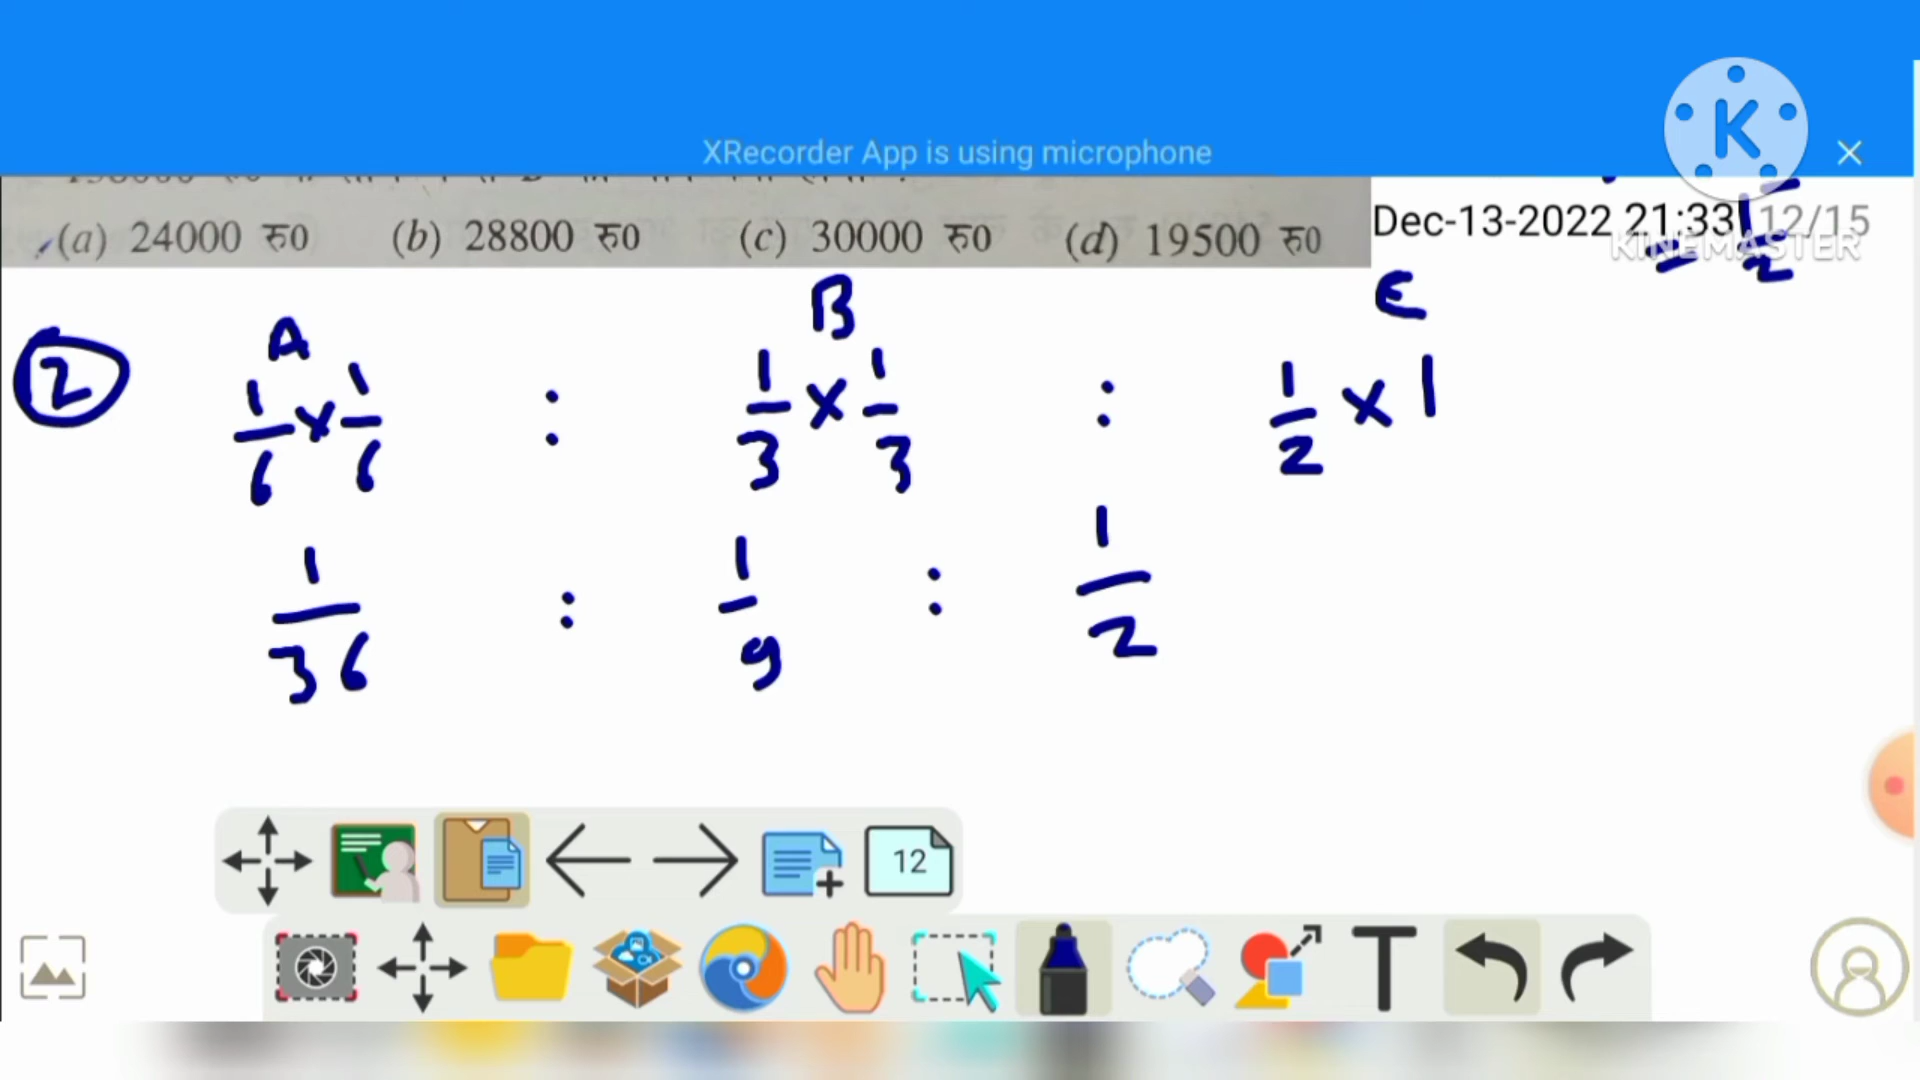 XRecorder App is using microphone
K
(a) 24000 रु0 (b) 28800 रु0 (c) 30000 रु0 (d) 19500 रु0
Dec-13-2022 21:33 12/15
KINEMASTER
= 1/2
A B C
2
1/6 × 1/6 : 1/3 × 1/3 : 1/2 × 1
1/36 : 1/9 : 1/2
12
T